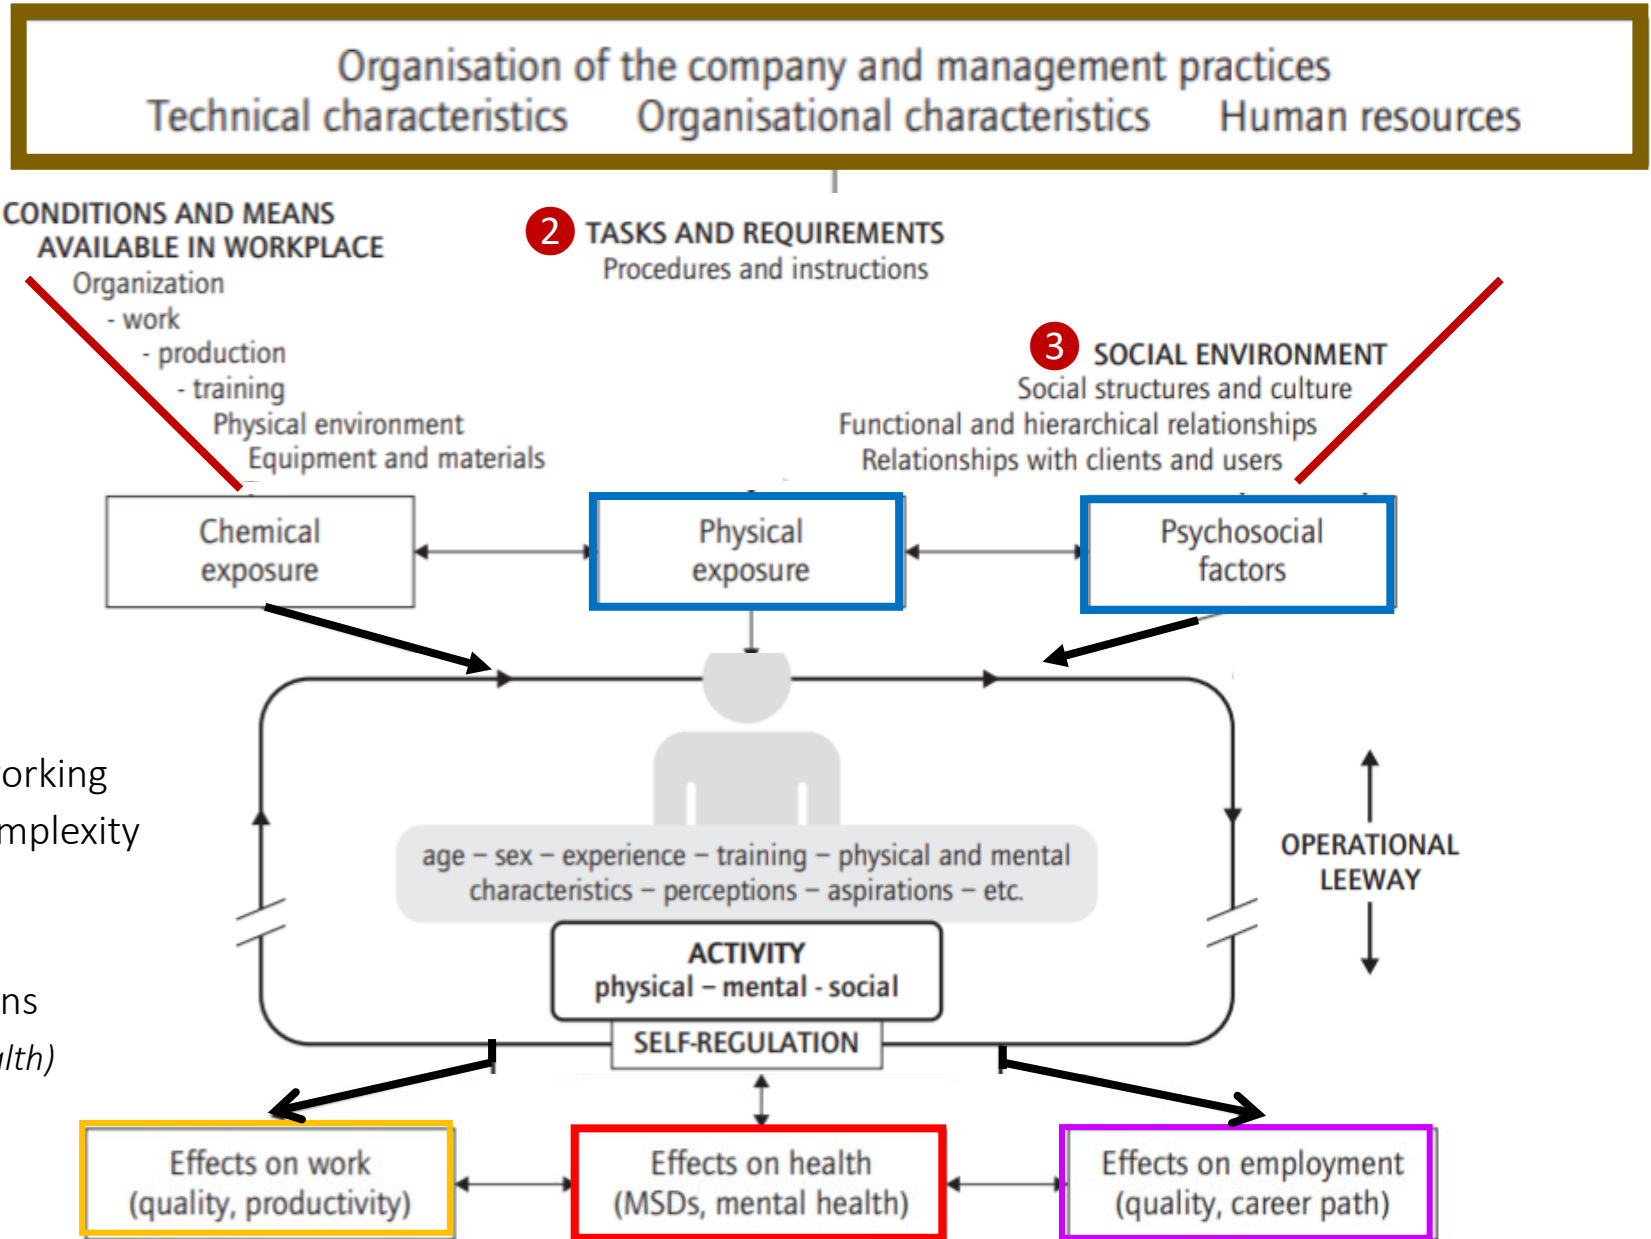 Organisation of the company and management practices
Technical characteristics Organisational characteristics Human resources
CONDITIONS AND MEANS
AVAILABLE IN WORKPLACE
Organization
- work
- production
- training
Physical environment
Equipment and materials
2 TASKS AND REQUIREMENTS
Procedures and instructions
3 SOCIAL ENVIRONMENT
Social structures and culture
Functional and hierarchical relationships
Relationships with clients and users
Chemical
exposure
Physical
exposure
Psychosocial
factors
orking
mplexity
ns
alth)
age – sex – experience – training – physical and mental
characteristics – perceptions – aspirations – etc.
ACTIVITY
physical – mental - social
SELF-REGULATION
OPERATIONAL
LEEWAY
Effects on work
(quality, productivity)
Effects on health
(MSDs, mental health)
Effects on employment
(quality, career path)